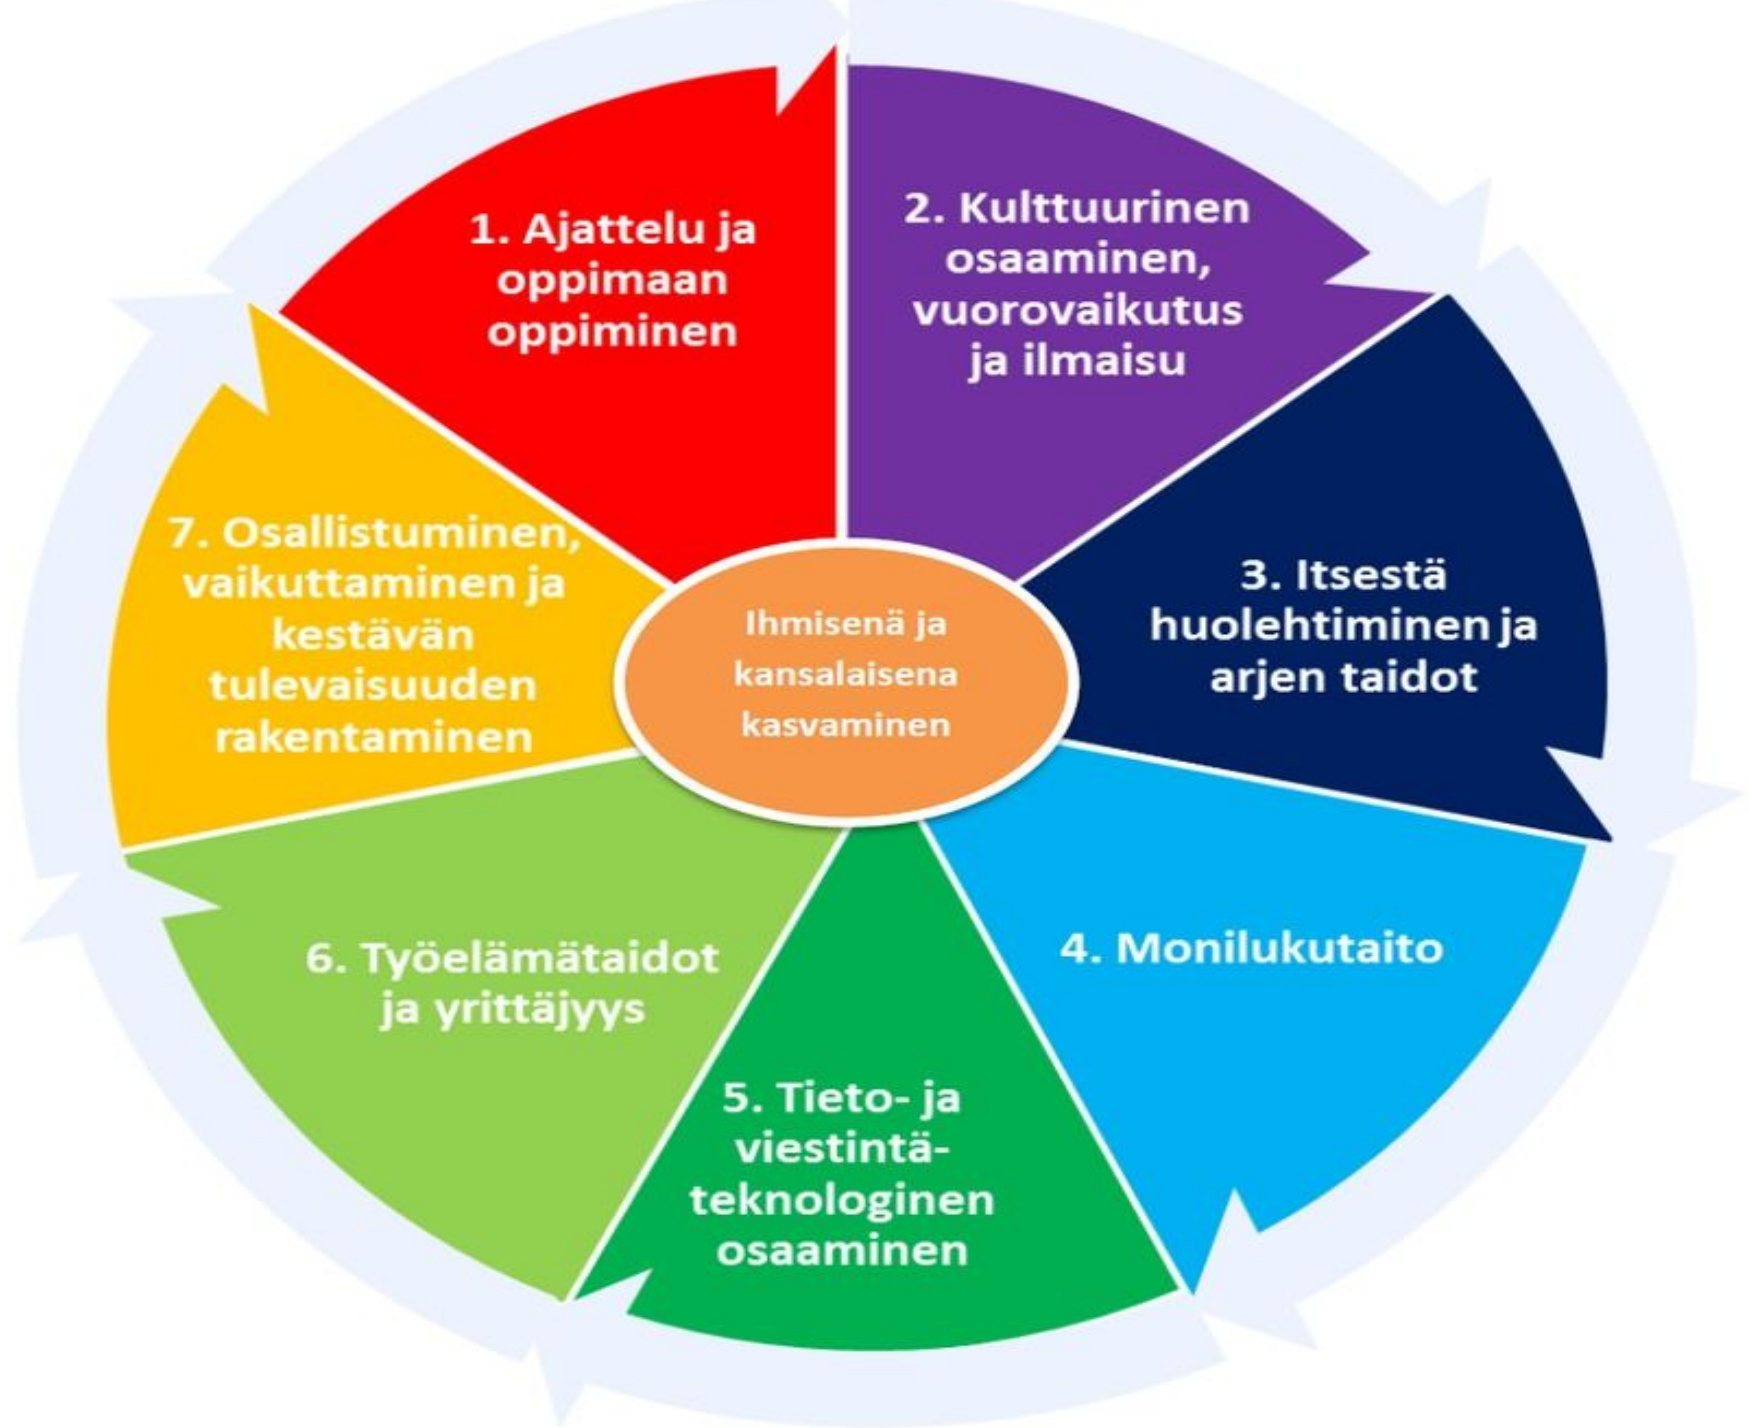 1. Ajattelu ja
oppimaan
oppiminen
2. Kulttuurinen
osaaminen,
vuorovaikutus
ja ilmaisu
3. Itsestä
huolehtiminen ja
arjen taidot
4. Monilukutaito
5. Tieto- ja
viestintä-
teknologinen
osaaminen
6. Työelämätaidot
ja yrittäjyys
7. Osallistuminen,
vaikuttaminen ja
kestävän
tulevaisuuden
rakentaminen
Ihmisenä ja
kansalaisena
kasvaminen